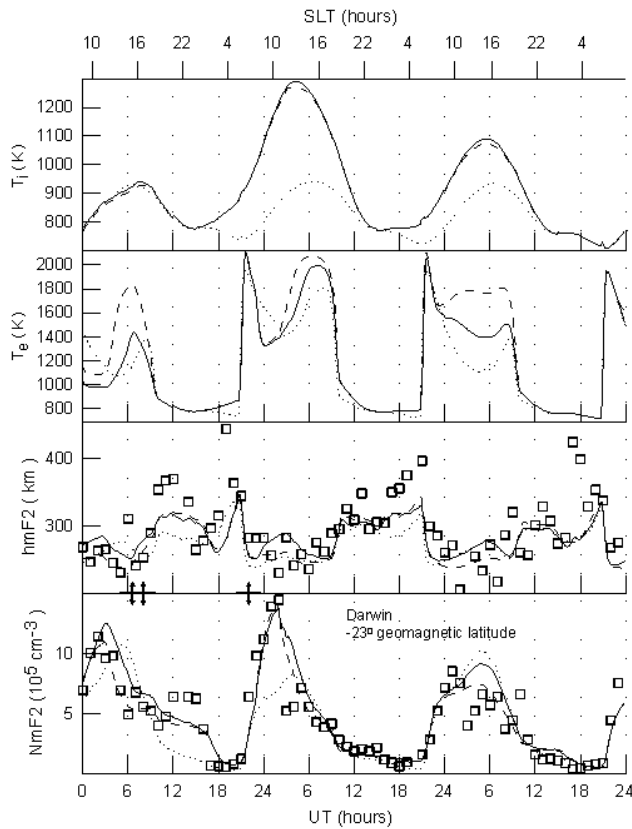 SLT (hours)
10 16 22 4 10 16 22 4 10 15 22 4
1200
1100
1000
900
800
Ti (K)
2000
1800
1600
1400
1200
1000
800
Te (K)
400
300
hmF2 ( km)
Darwin
-23º geomagnetic latitude
10
5
NmF2 (10⁵ cm⁻³)
0 6 12 18 24 6 12 18 24 6 12 18 24
UT (hours)